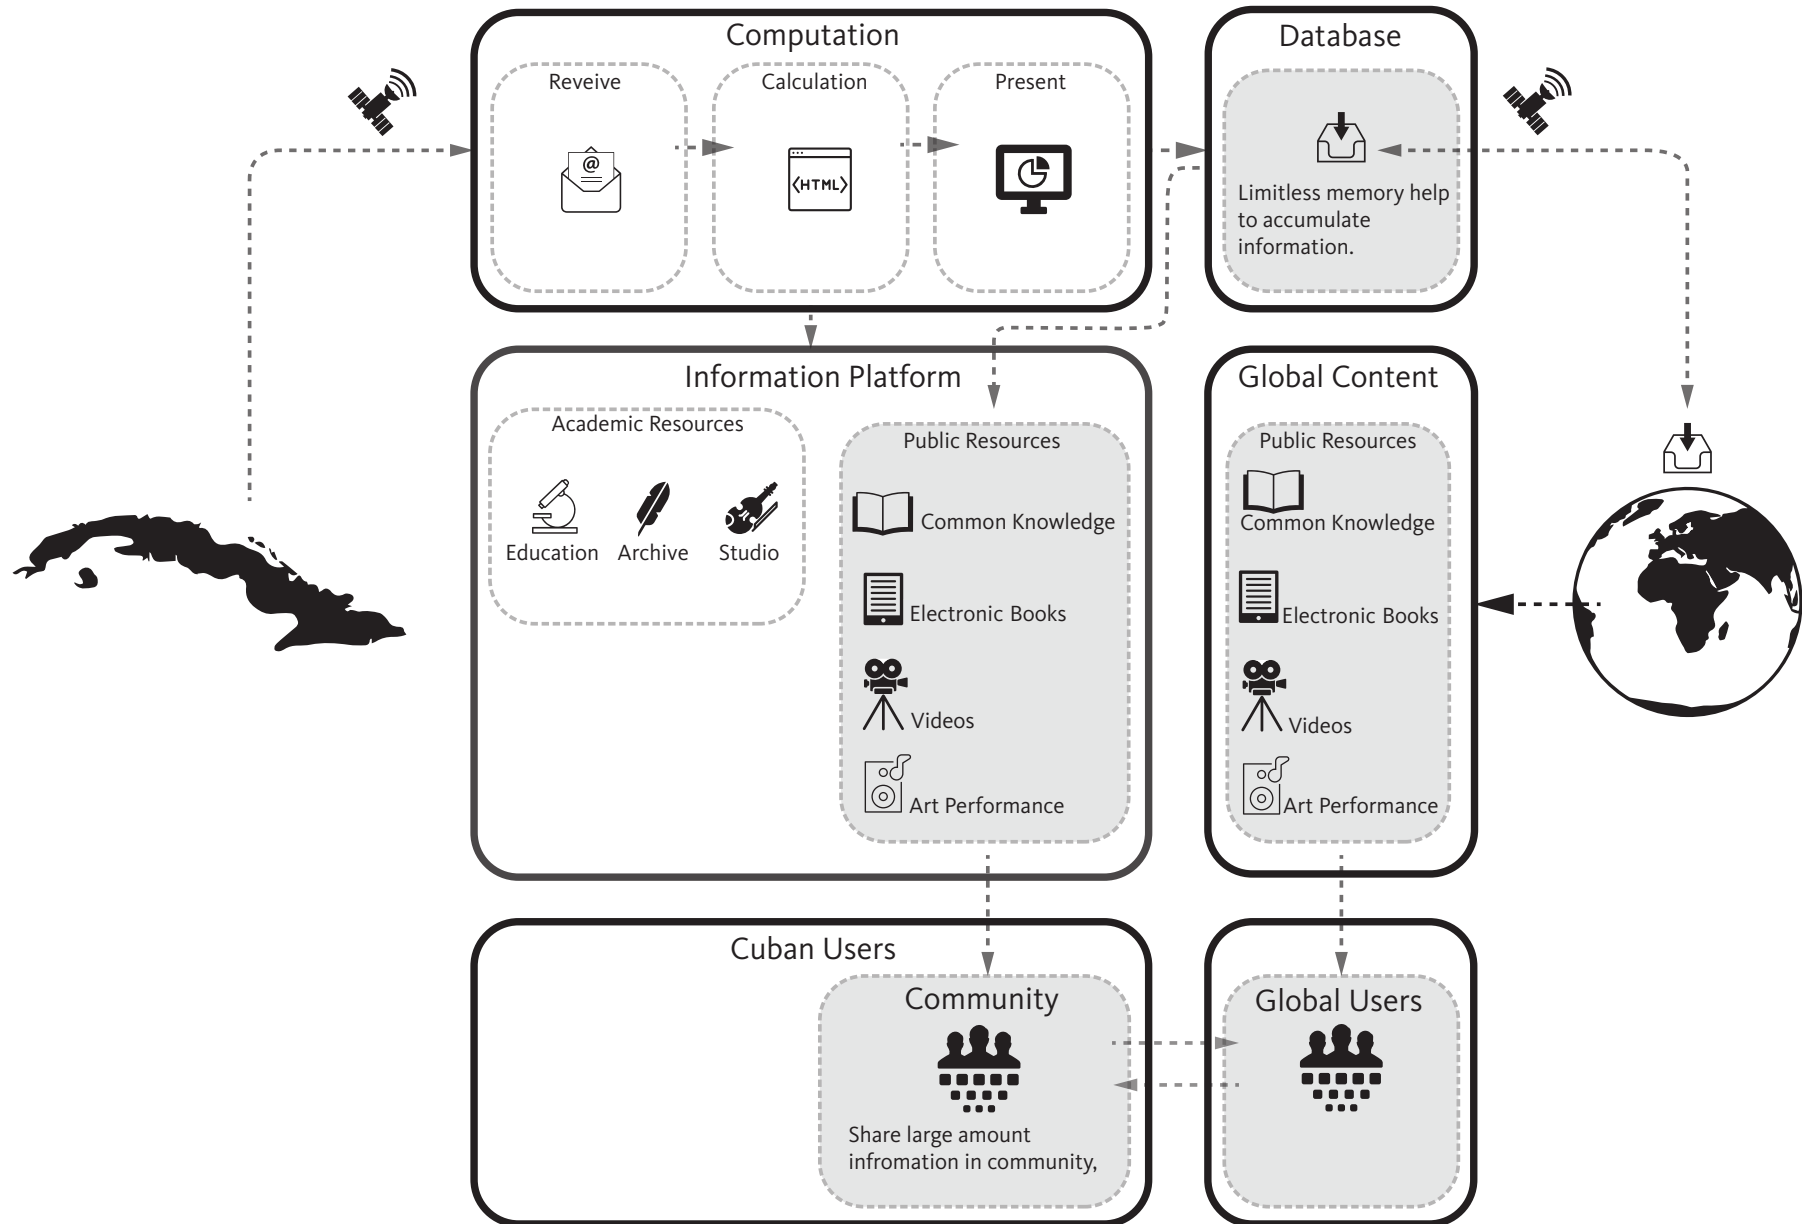 Computation
Reveive
Calculation
Present
@
<HTML>
Database
Limitless memory help
to accumulate
information.
Information Platform
Academic Resources
Education
Archive
Studio
Public Resources
Common Knowledge
Electronic Books
Videos
Art Performance
Global Content
Public Resources
Common Knowledge
Electronic Books
Videos
Art Performance
Cuban Users
Community
Share large amount
infromation in community,
Global Users